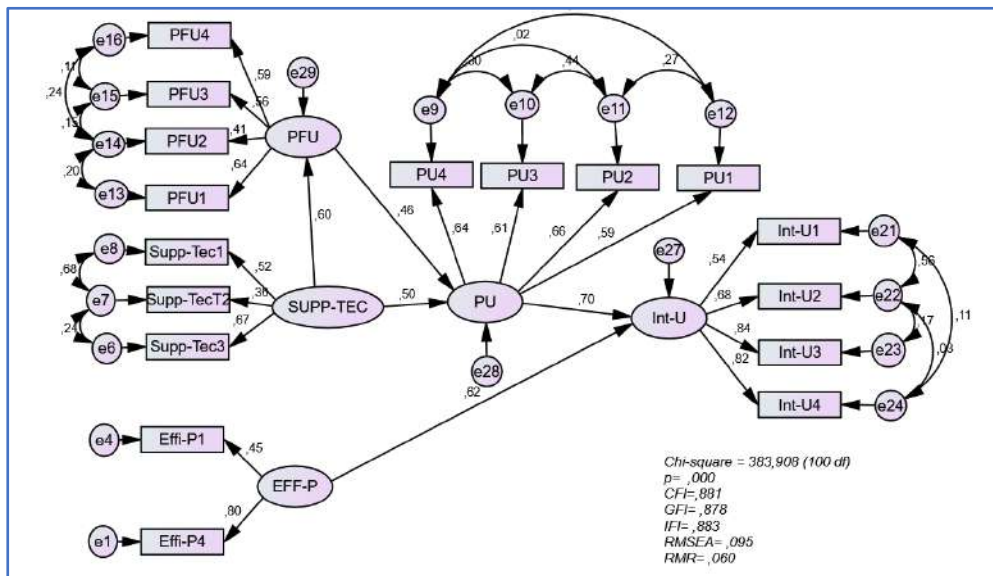 e16 PFU4
,11
,59
e29
,24
e15 PFU3
,56
,15
e14 PFU2
,41
PFU
,20
,64
e13 PFU1
,02
,30 ,44 ,27
e9 e10 e11 e12
PU4 PU3 PU2 PU1
,60
,46
,64 ,61 ,66 ,59
e8 Supp-Tec1
,68
,52
e7 Supp-TecT2
,36
SUPP-TEC
,50
PU
,24
,67
e6 Supp-Tec3
e28
,70
e27
Int-U
,62
,54 Int-U1 e21
,56
,68 Int-U2 e22
,17 ,11
,84 Int-U3 e23
,82
Int-U4 e24
e4 Effi-P1
,45
EFF-P
,80
e1 Effi-P4
Chi-square = 383,908 (100 df)
p= ,000
CFI=,881
GFI=,878
IFI=,883
RMSEA= ,095
RMR= ,060